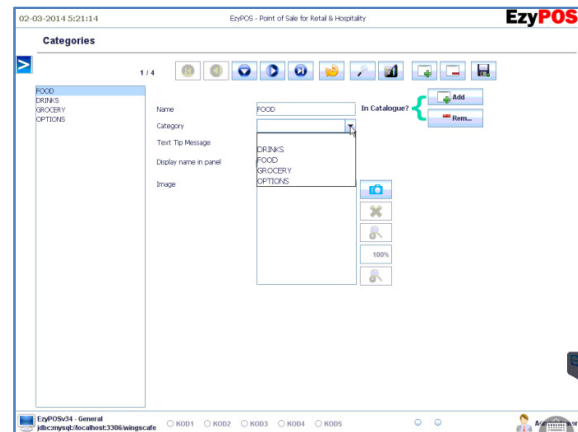 02-03-2014 5:21:14
EzyPOS - Point of Sale for Retail & Hospitality
EzyPOS
Categories
1 / 4
FOOD
DRINKS
GROCERY
OPTIONS
Name
FOOD
In Catalogue?
Add
Rem...
Category
DRINKS
FOOD
GROCERY
OPTIONS
Text Tip Message
Display name in panel
Image
100%
EzyPOSv34 - General
jdbc:mysql:/localhost:3306/wingscafe
KOD1
KOD2
KOD3
KOD4
KOD5